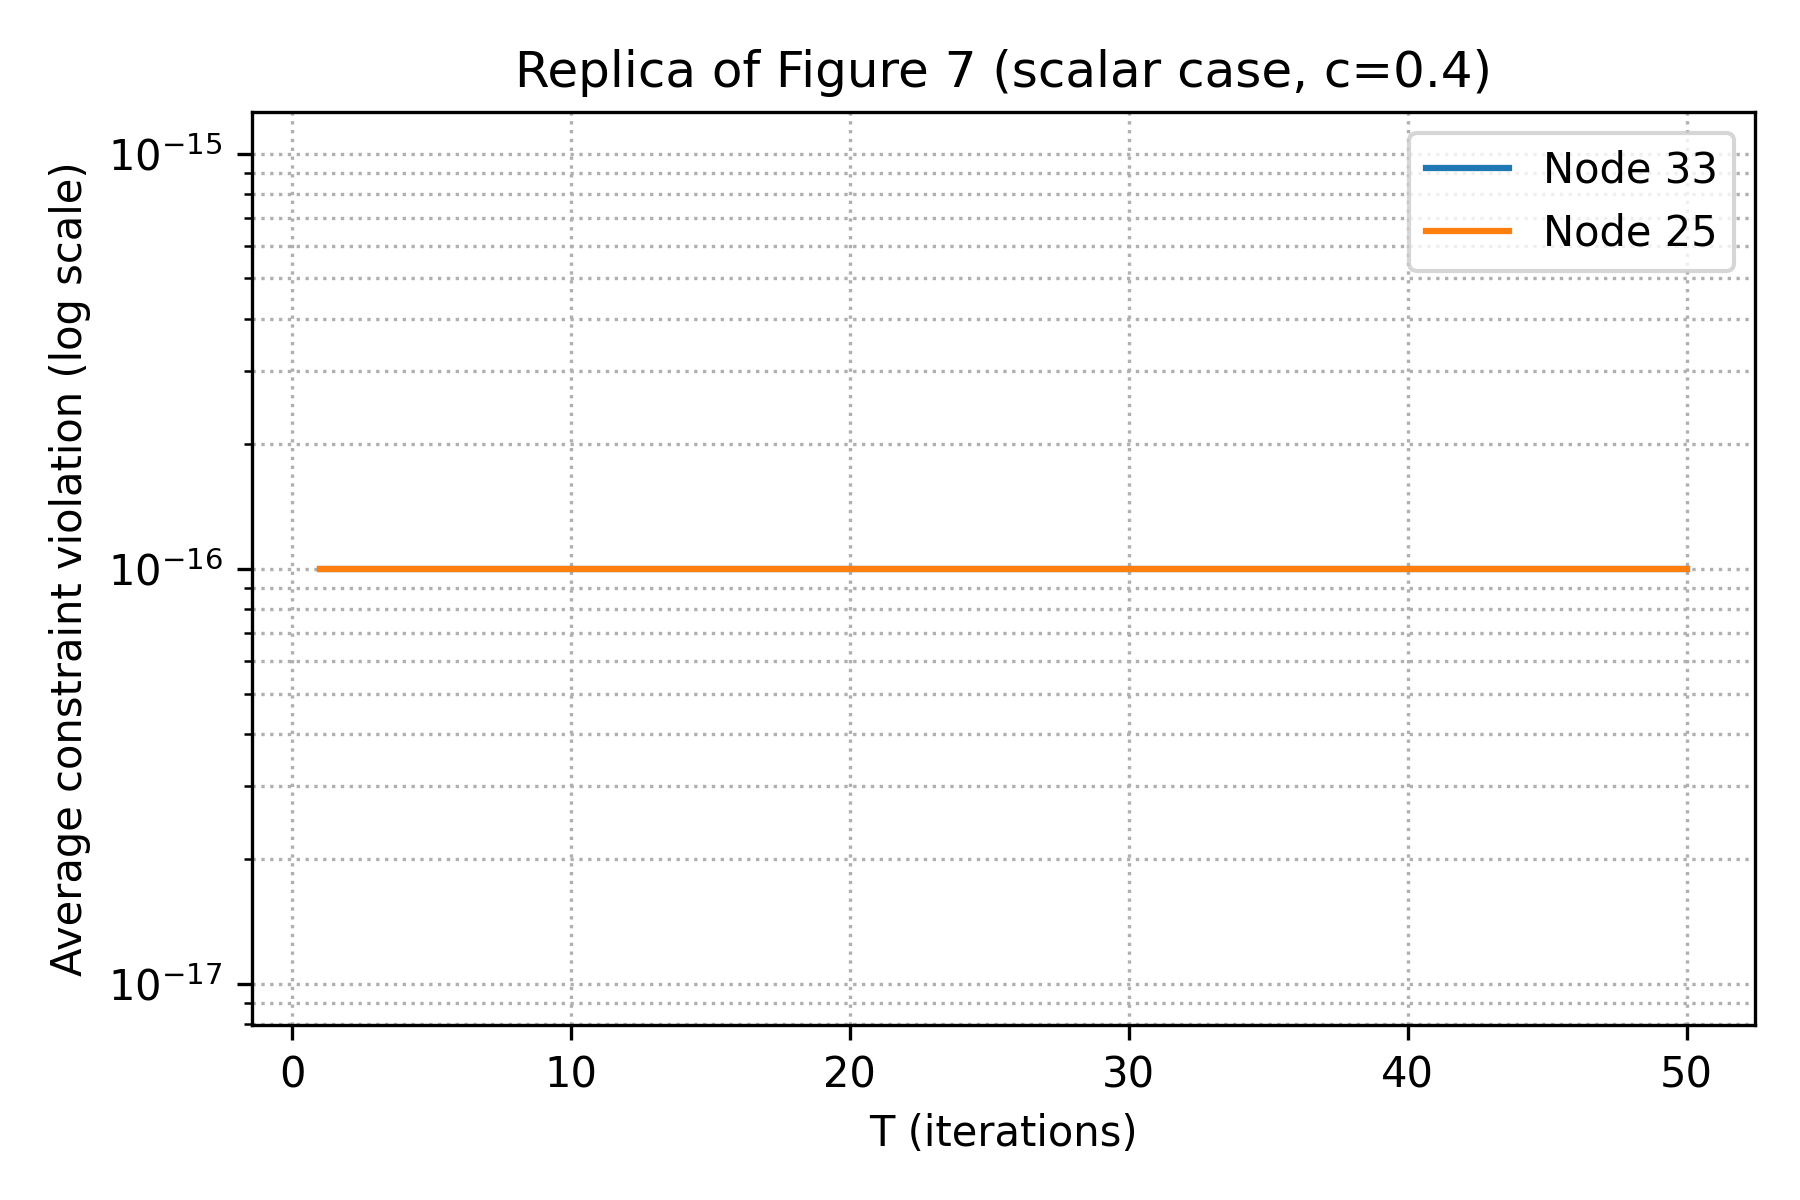 Replica of Figure 7 (scalar case, c=0.4)
Average constraint violation (log scale)
10⁻¹⁵
10⁻¹⁶
10⁻¹⁷
Node 33
Node 25
0 10 20 30 40 50
T (iterations)